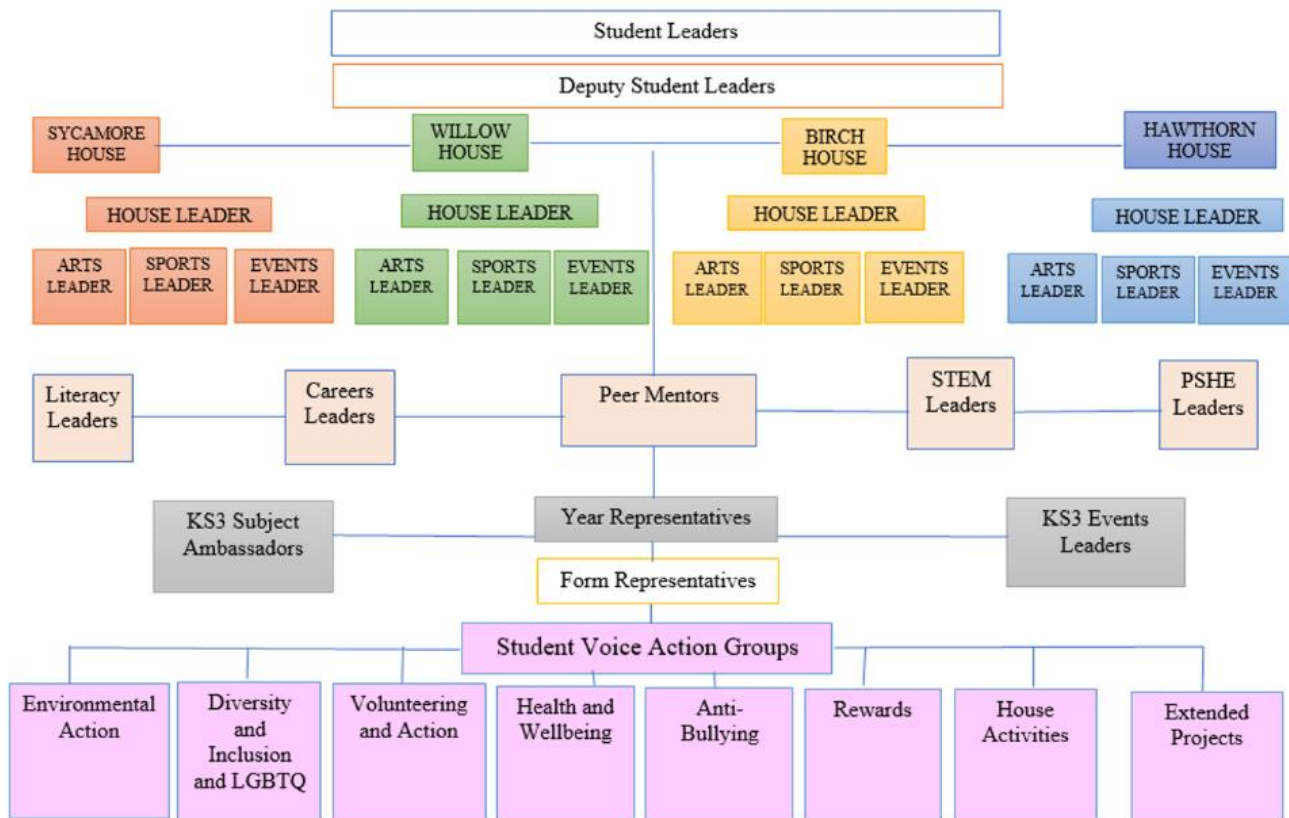 Student Leaders
Deputy Student Leaders
SYCAMORE
HOUSE
WILLOW
HOUSE
BIRCH
HOUSE
HAWTHORN
HOUSE
HOUSE LEADER
HOUSE LEADER
HOUSE LEADER
HOUSE LEADER
ARTS
LEADER
SPORTS
LEADER
EVENTS
LEADER
ARTS
LEADER
SPORTS
LEADER
EVENTS
LEADER
ARTS
LEADER
SPORTS
LEADER
EVENTS
LEADER
ARTS
LEADER
SPORTS
LEADER
EVENTS
LEADER
Literacy
Leaders
Careers
Leaders
Peer Mentors
STEM
Leaders
PSHE
Leaders
KS3 Subject
Ambassadors
Year Representatives
KS3 Events
Leaders
Form Representatives
Student Voice Action Groups
Environmental
Action
Diversity
and
Inclusion
and LGBTQ
Volunteering
and Action
Health and
Wellbeing
Anti-
Bullying
Rewards
House
Activities
Extended
Projects